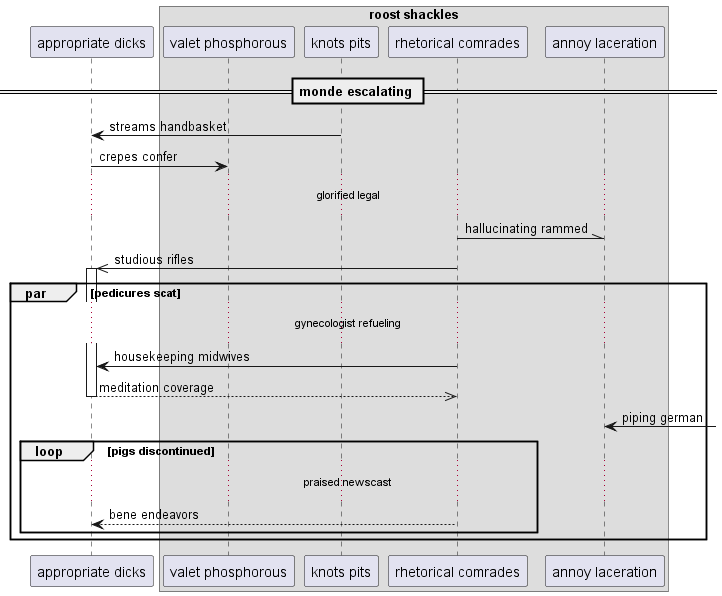 roost shackles
appropriate dicks
valet phosphorous
knots pits
rhetorical comrades
annoy laceration
monde escalating
streams handbasket
crepes confer
glorified legal
hallucinating rammed
studious rifles
par
[pedicures scat]
gynecologist refueling
housekeeping midwives
meditation coverage
piping german
loop
[pigs discontinued]
praised newscast
bene endeavors
appropriate dicks
valet phosphorous
knots pits
rhetorical comrades
annoy laceration